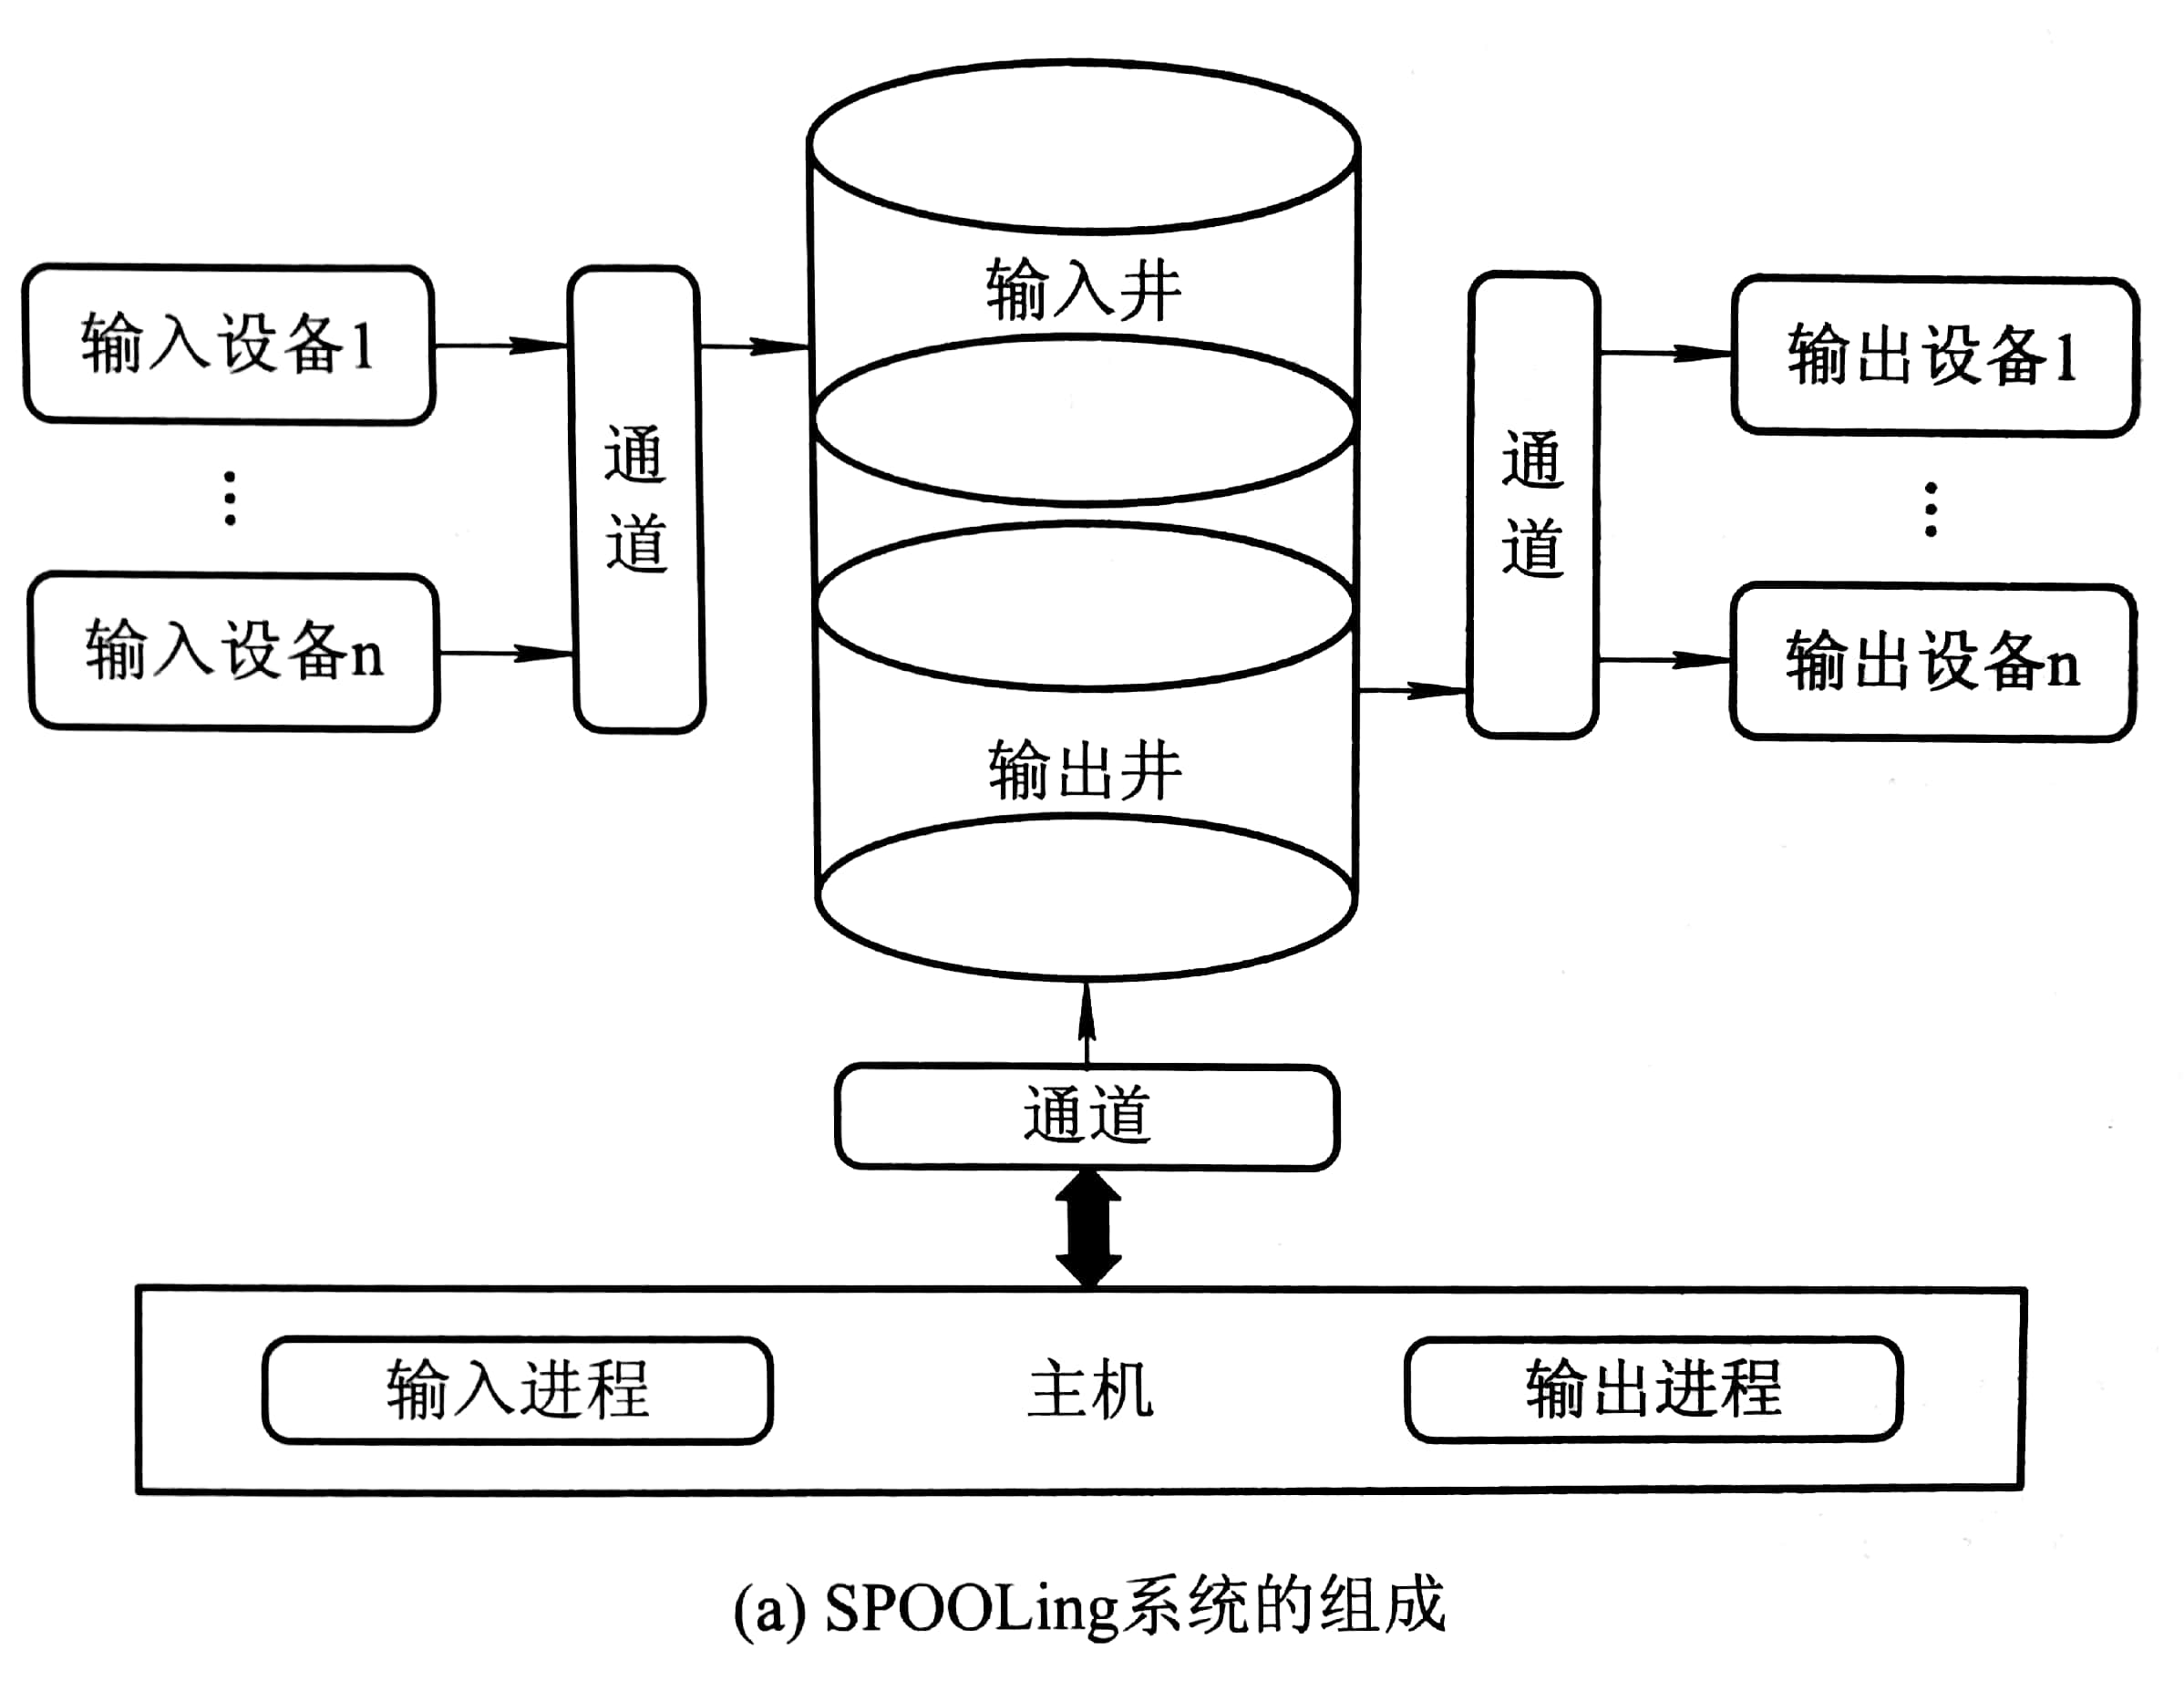 输入井
输入设备1
通道
输出设备1
通道
输入设备n
输出设备n
输出井
通道
输入进程
主机
输出进程
(a) SPOOLing系统的组成